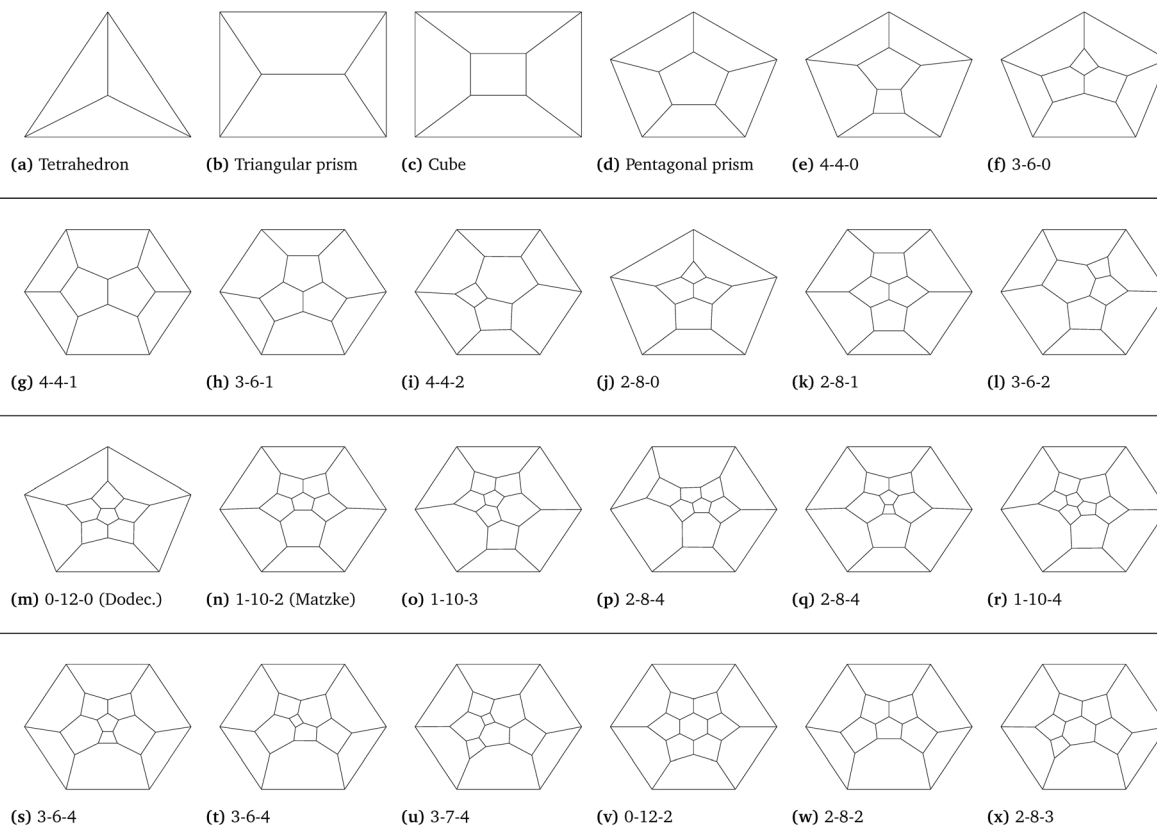 (a) Tetrahedron (b) Triangular prism (c) Cube (d) Pentagonal prism (e) 4-4-0 (f) 3-6-0
(g) 4-4-1 (h) 3-6-1 (i) 4-4-2 (j) 2-8-0 (k) 2-8-1 (l) 3-6-2
(m) 0-12-0 (Dodec.) (n) 1-10-2 (Matzke) (o) 1-10-3 (p) 2-8-4 (q) 2-8-4 (r) 1-10-4
(s) 3-6-4 (t) 3-6-4 (u) 3-7-4 (v) 0-12-2 (w) 2-8-2 (x) 2-8-3